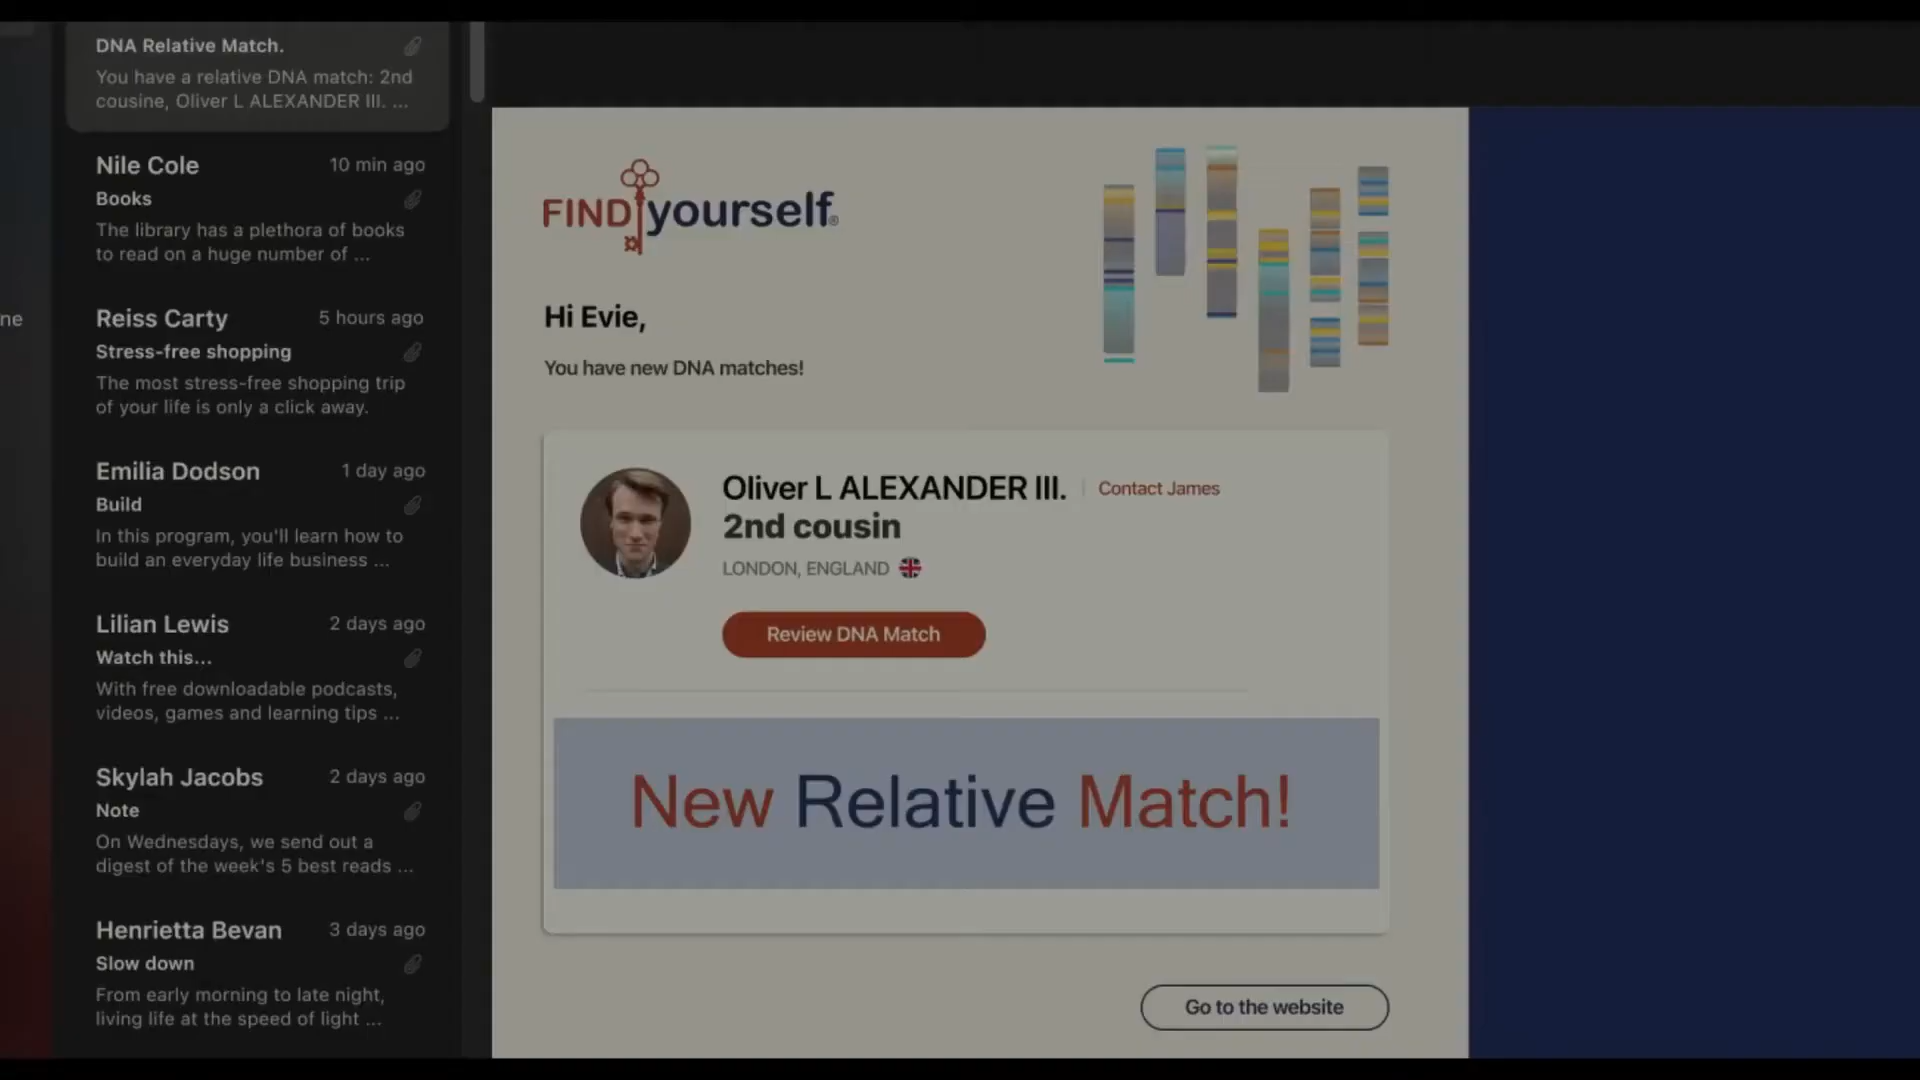 ne
DNA Relative Match.
You have a relative DNA match: 2nd
cousine, Oliver L ALEXANDER III. ...
Nile Cole 10 min ago
Books
The library has a plethora of books
to read on a huge number of ...
Reiss Carty 5 hours ago
Stress-free shopping
The most stress-free shopping trip
of your life is only a click away.
Emilia Dodson 1 day ago
Build
In this program, you'll learn how to
build an everyday life business ...
Lilian Lewis 2 days ago
Watch this...
With free downloadable podcasts,
videos, games and learning tips ...
Skylah Jacobs 2 days ago
Note
On Wednesdays, we send out a
digest of the week's 5 best reads ...
Henrietta Bevan 3 days ago
Slow down
From early morning to late night,
living life at the speed of light ...
FIND yourself®
Hi Evie,
You have new DNA matches!
Oliver L ALEXANDER III. Contact James
2nd cousin
LONDON, ENGLAND
Review DNA Match
New Relative Match!
Go to the website